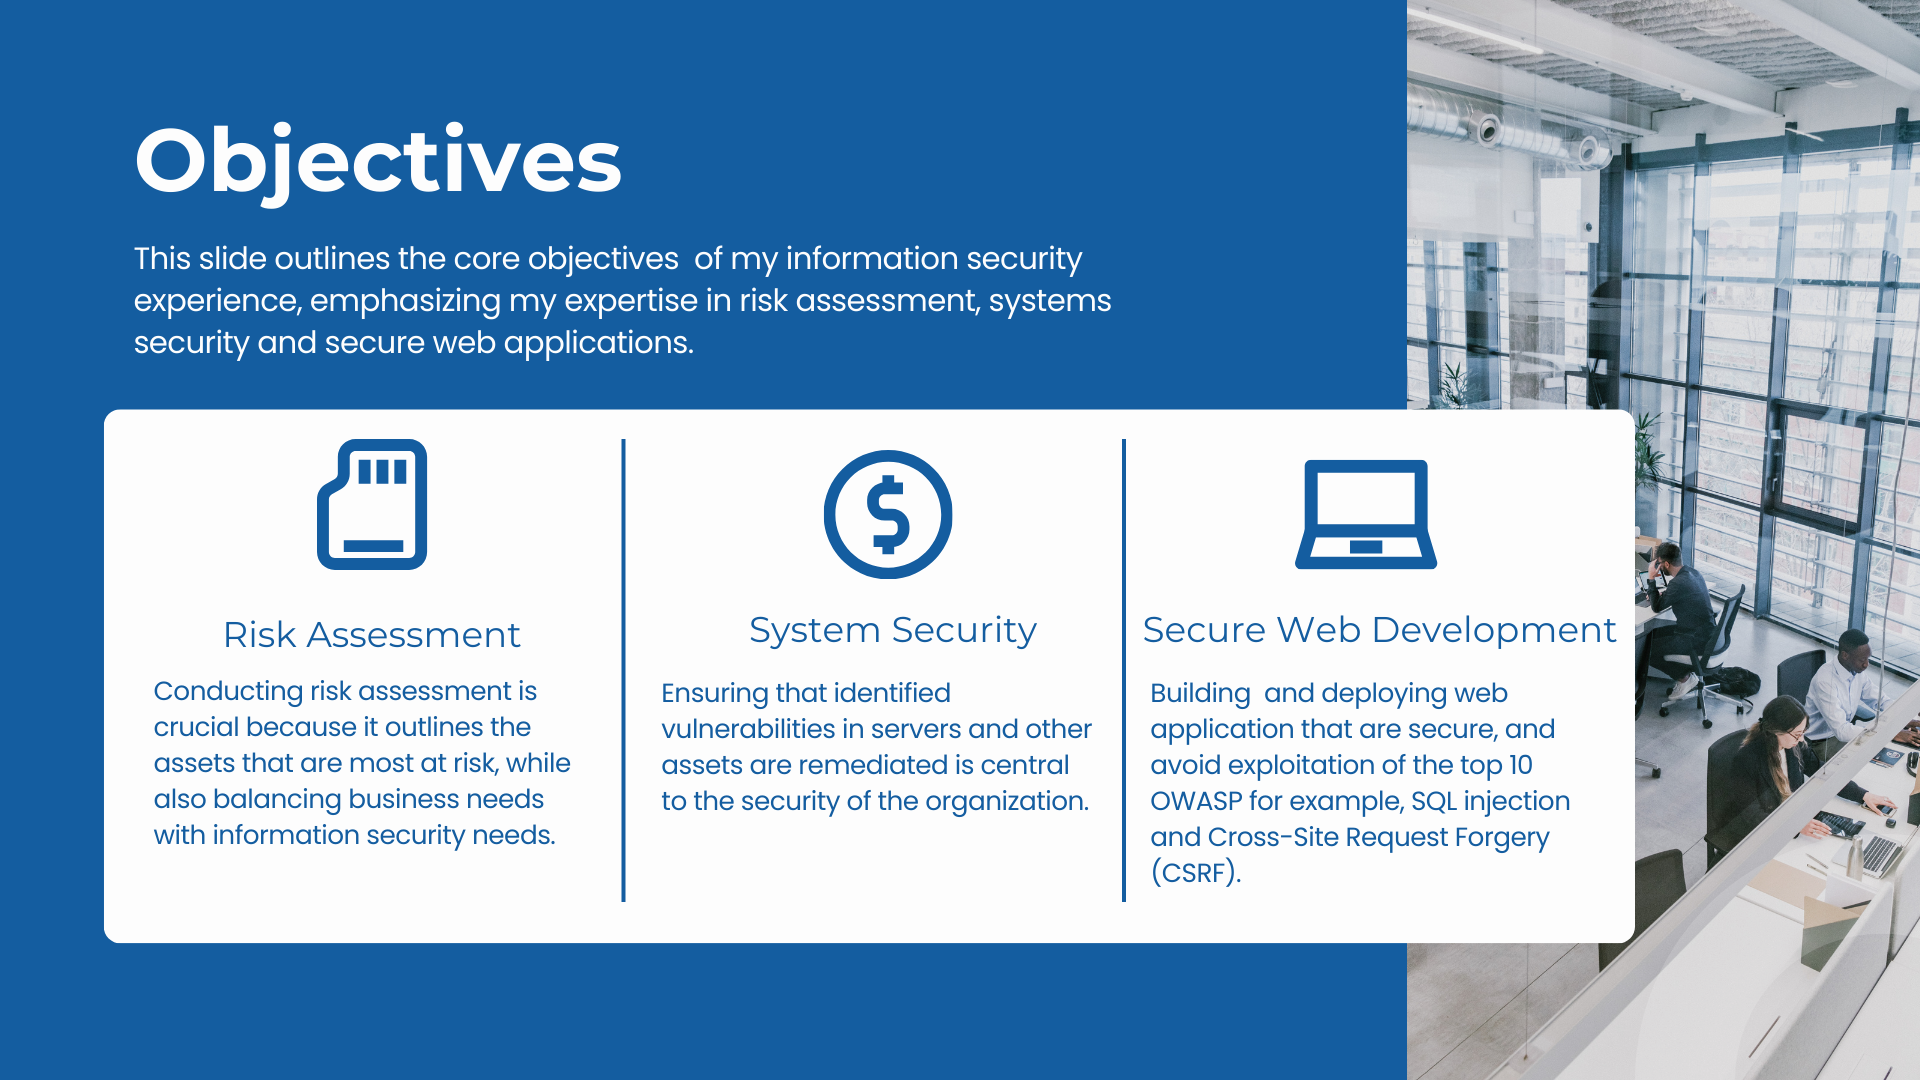 Objectives
This slide outlines the core objectives  of my information security
experience, emphasizing my expertise in risk assessment, systems
security and secure web applications.
Risk Assessment
Conducting risk assessment is
crucial because it outlines the
assets that are most at risk, while
also balancing business needs
with information security needs.
$
System Security
Ensuring that identified
vulnerabilities in servers and other
assets are remediated is central
to the security of the organization.
Secure Web Development
Building  and deploying web
application that are secure, and
avoid exploitation of the top 10
OWASP for example, SQL injection
and Cross-Site Request Forgery
(CSRF).